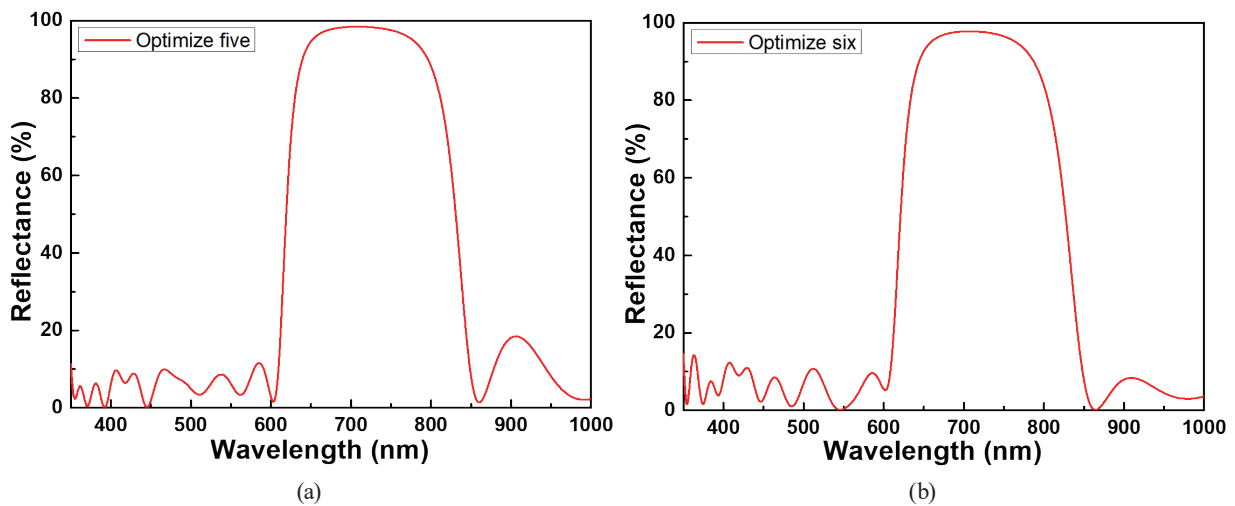 Optimize five
Reflectance (%)
100
80
60
40
20
0
400 500 600 700 800 900 1000
Wavelength (nm)
(a)
Optimize six
Reflectance (%)
100
80
60
40
20
0
400 500 600 700 800 900 1000
Wavelength (nm)
(b)